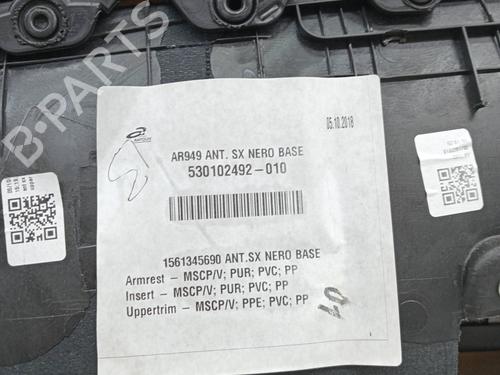 05.10.2018
AR949 ANT. SX NERO BASE
530102492-010
1561345690 ANT.SX NERO BASE
Armrest - MSCP/V; PUR; PVC; PP
Insert - MSCP/V; PUR; PVC; PP
Uppertrim - MSCP/V; PPE; PVC; PP
B-PARTS